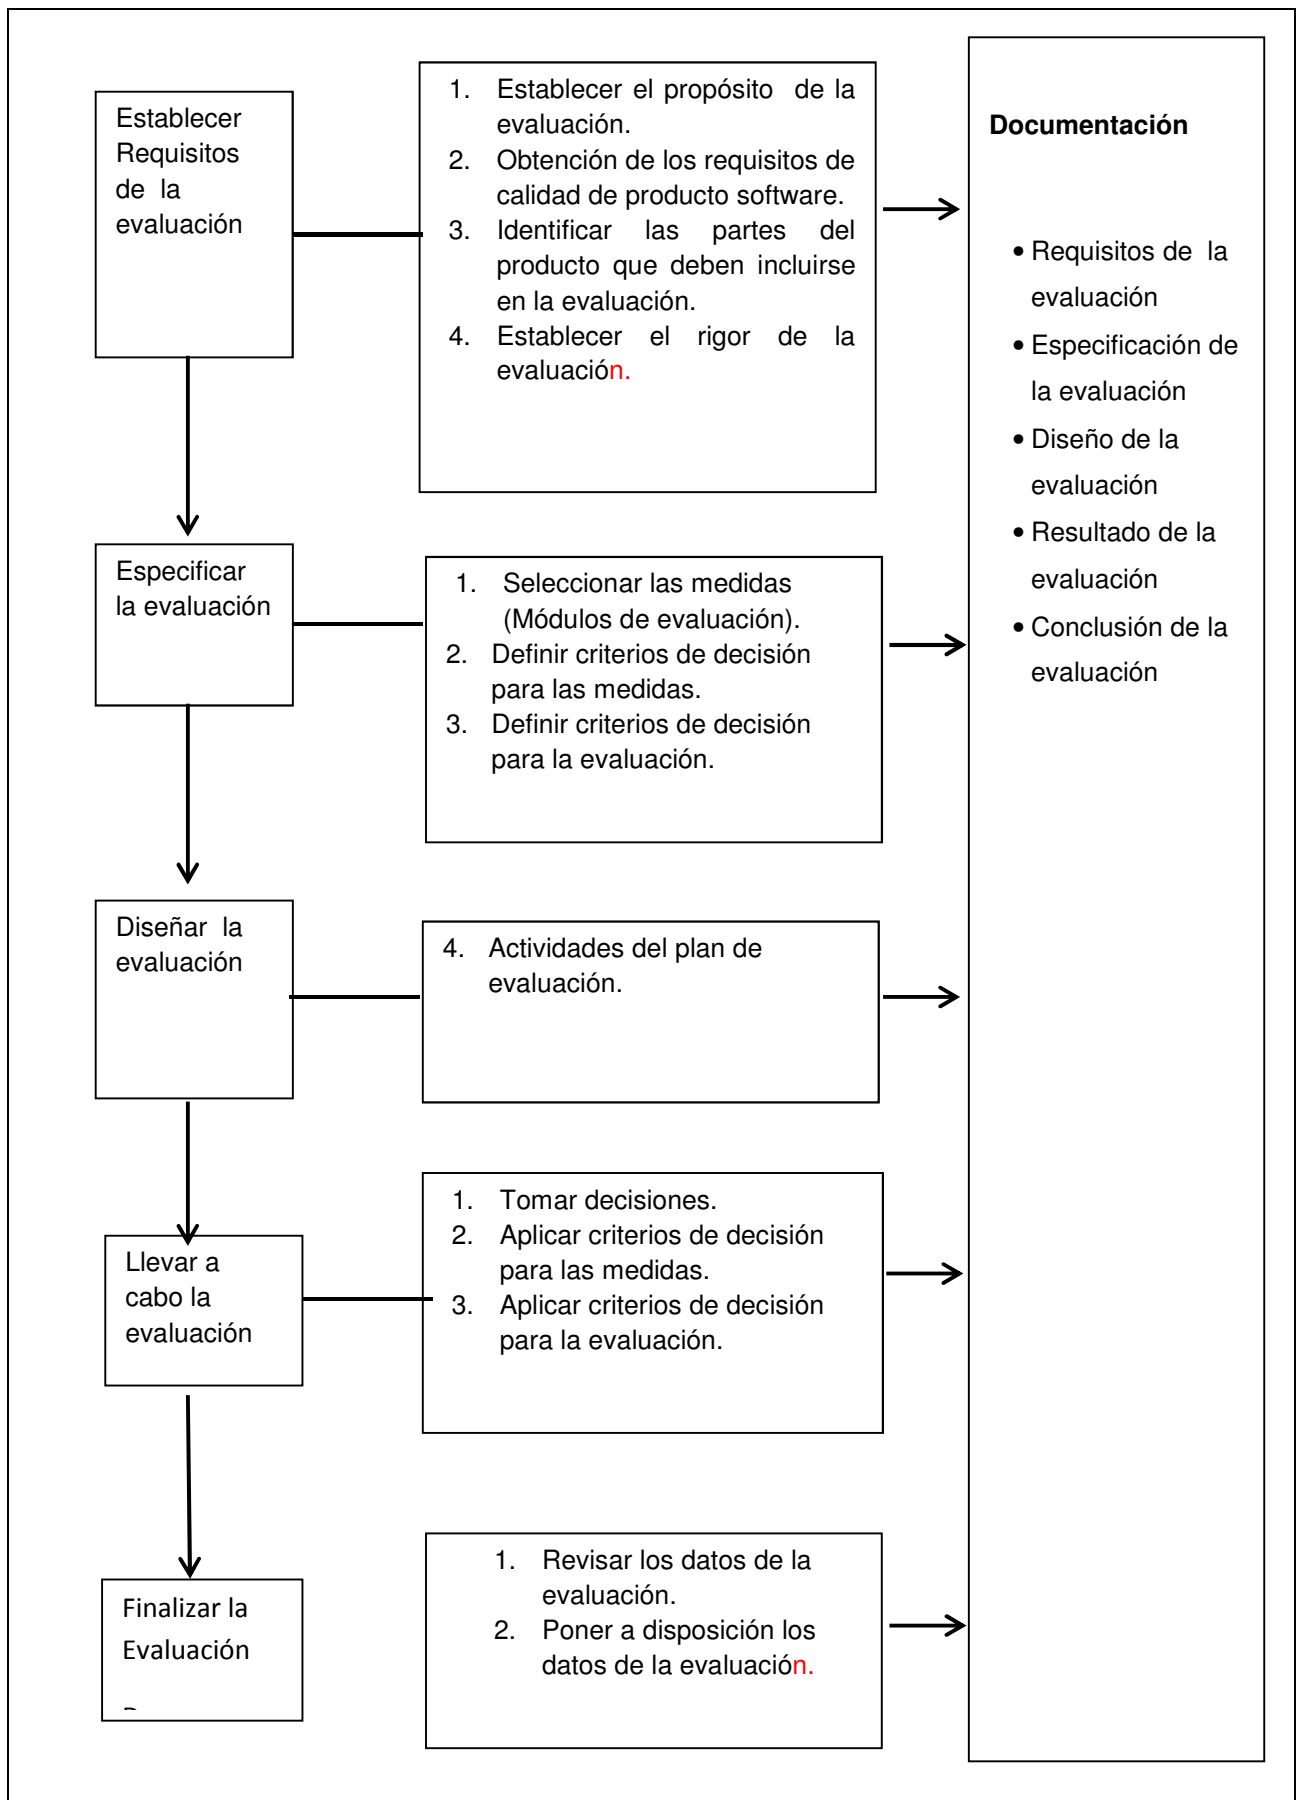 Establecer
Requisitos
de la
evaluación
1. Establecer el propósito de la
evaluación.
2. Obtención de los requisitos de
calidad de producto software.
3. Identificar las partes del
producto que deben incluirse
en la evaluación.
4. Establecer el rigor de la
evaluación.
Especificar
la evaluación
1. Seleccionar las medidas
(Módulos de evaluación).
2. Definir criterios de decisión
para las medidas.
3. Definir criterios de decisión
para la evaluación.
Diseñar la
evaluación
4. Actividades del plan de
evaluación.
Llevar a
cabo la
evaluación
1. Tomar decisiones.
2. Aplicar criterios de decisión
para las medidas.
3. Aplicar criterios de decisión
para la evaluación.
Finalizar la
Evaluación
1. Revisar los datos de la
evaluación.
2. Poner a disposición los
datos de la evaluación.
Documentación
• Requisitos de la
evaluación
• Especificación de
la evaluación
• Diseño de la
evaluación
• Resultado de la
evaluación
• Conclusión de la
evaluación